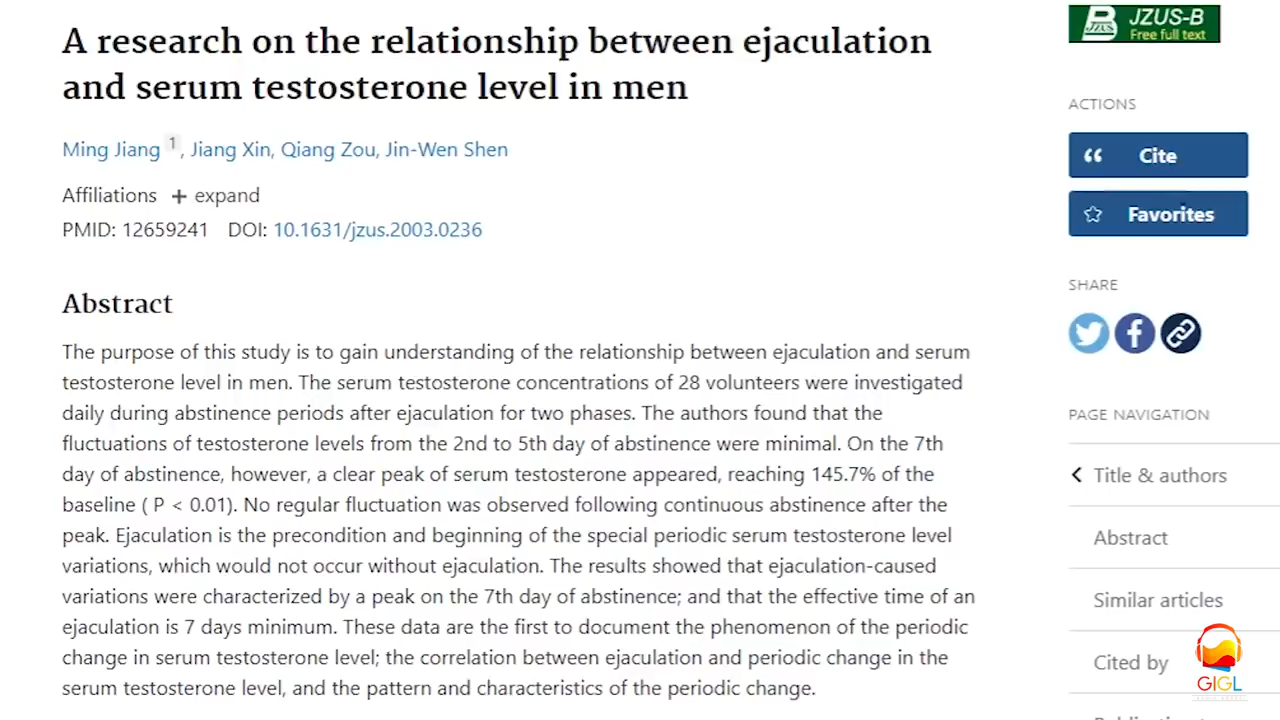 A research on the relationship between ejaculation
and serum testosterone level in men
Ming Jiang 1, Jiang Xin, Qiang Zou, Jin-Wen Shen
Affiliations + expand
PMID: 12659241 DOI: 10.1631/jzus.2003.0236
Abstract
The purpose of this study is to gain understanding of the relationship between ejaculation and serum
testosterone level in men. The serum testosterone concentrations of 28 volunteers were investigated
daily during abstinence periods after ejaculation for two phases. The authors found that the
fluctuations of testosterone levels from the 2nd to 5th day of abstinence were minimal. On the 7th
day of abstinence, however, a clear peak of serum testosterone appeared, reaching 145.7% of the
baseline ( P < 0.01). No regular fluctuation was observed following continuous abstinence after the
peak. Ejaculation is the precondition and beginning of the special periodic serum testosterone level
variations, which would not occur without ejaculation. The results showed that ejaculation-caused
variations were characterized by a peak on the 7th day of abstinence; and that the effective time of an
ejaculation is 7 days minimum. These data are the first to document the phenomenon of the periodic
change in serum testosterone level; the correlation between ejaculation and periodic change in the
serum testosterone level, and the pattern and characteristics of the periodic change.
JZUS
JZUS-B
Free full text
ACTIONS
Cite
Favorites
SHARE
PAGE NAVIGATION
Title & authors
Abstract
Similar articles
Cited by
GIGL